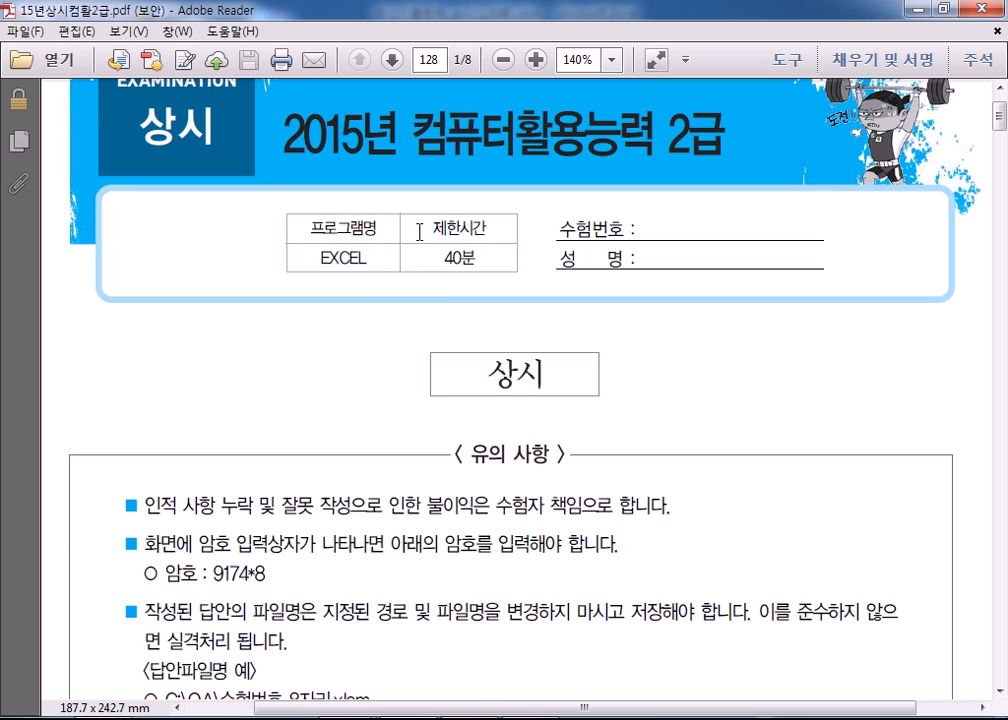 15년상시컴활2급.pdf (보안) - Adobe Reader
파일(F) 편집(E) 보기(V) 창(W) 도움말(H)
열기 128 1/8 140% 도구 채우기 및 서명 주석
EXAMINATION
상시
2015년 컴퓨터활용능력 2급
도전!!
프로그램명 제한시간
EXCEL 40분
수험번호 :
성 명 :
상시
〈 유의 사항 〉
■ 인적 사항 누락 및 잘못 작성으로 인한 불이익은 수험자 책임으로 합니다.
■ 화면에 암호 입력상자가 나타나면 아래의 암호를 입력해야 합니다.
○ 암호 : 9174*8
■ 작성된 답안의 파일명은 지정된 경로 및 파일명을 변경하지 마시고 저장해야 합니다. 이를 준수하지 않으
면 실격처리 됩니다.
〈답안파일명 예〉
○ C:\OA\수험번호 8자리.xlsm
187.7 x 242.7 mm